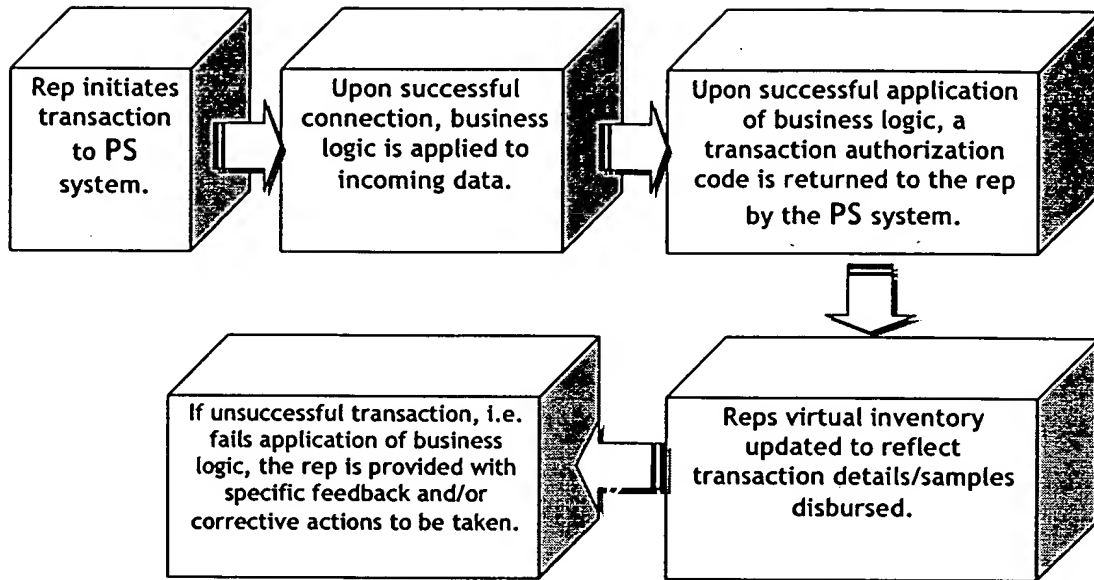 Rep initiates
transaction
to PS
system.
Upon successful
connection, business
logic is applied to
incoming data.
Upon successful application
of business logic, a
transaction authorization
code is returned to the rep
by the PS system.
Reps virtual inventory
updated to reflect
transaction details/samples
disbursed.
If unsuccessful transaction, i.e.
fails application of business
logic, the rep is provided with
specific feedback and/or
corrective actions to be taken.